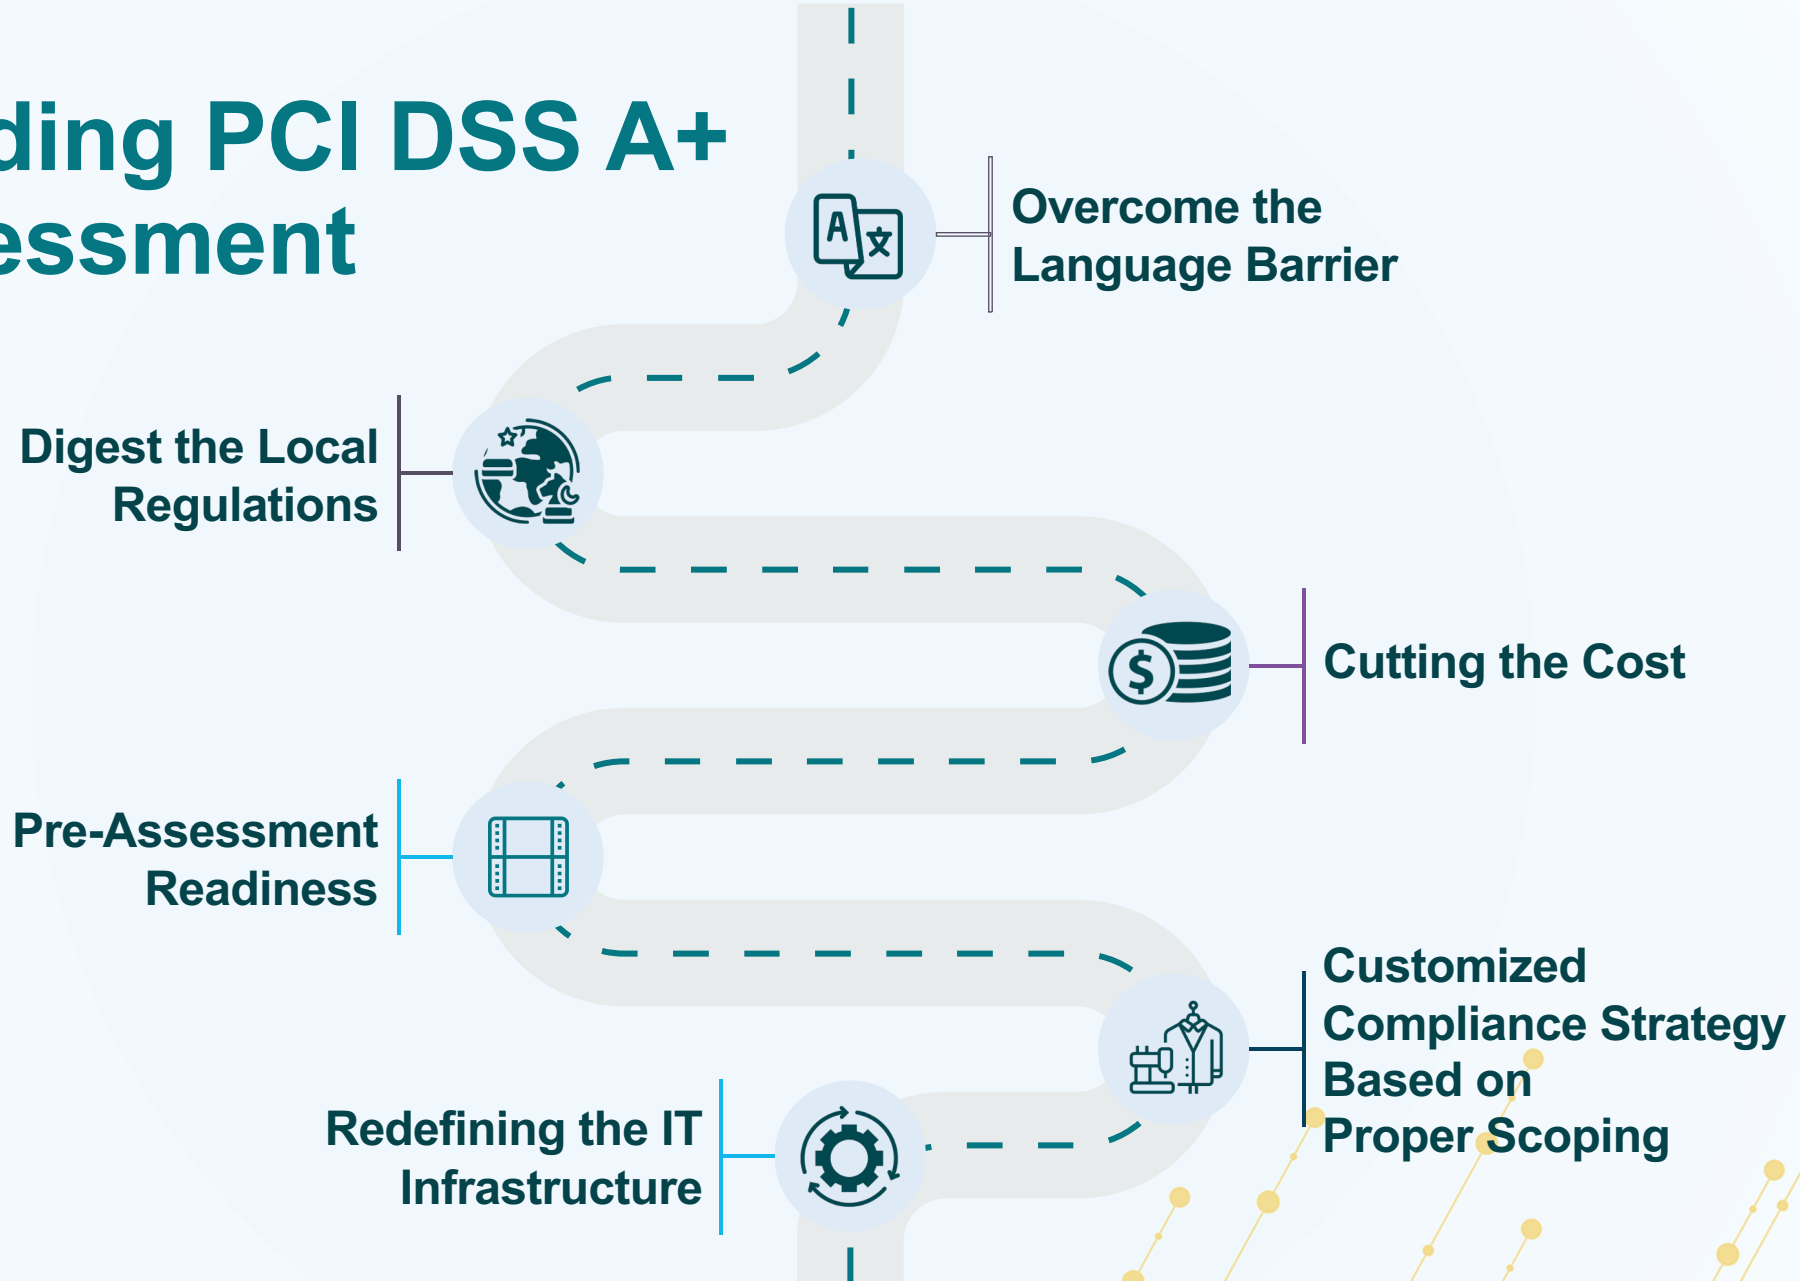 ding PCI DSS A+
essment
Overcome the
Language Barrier
Digest the Local
Regulations
Cutting the Cost
Pre-Assessment
Readiness
Customized
Compliance Strategy
Based on
Proper Scoping
Redefining the IT
Infrastructure